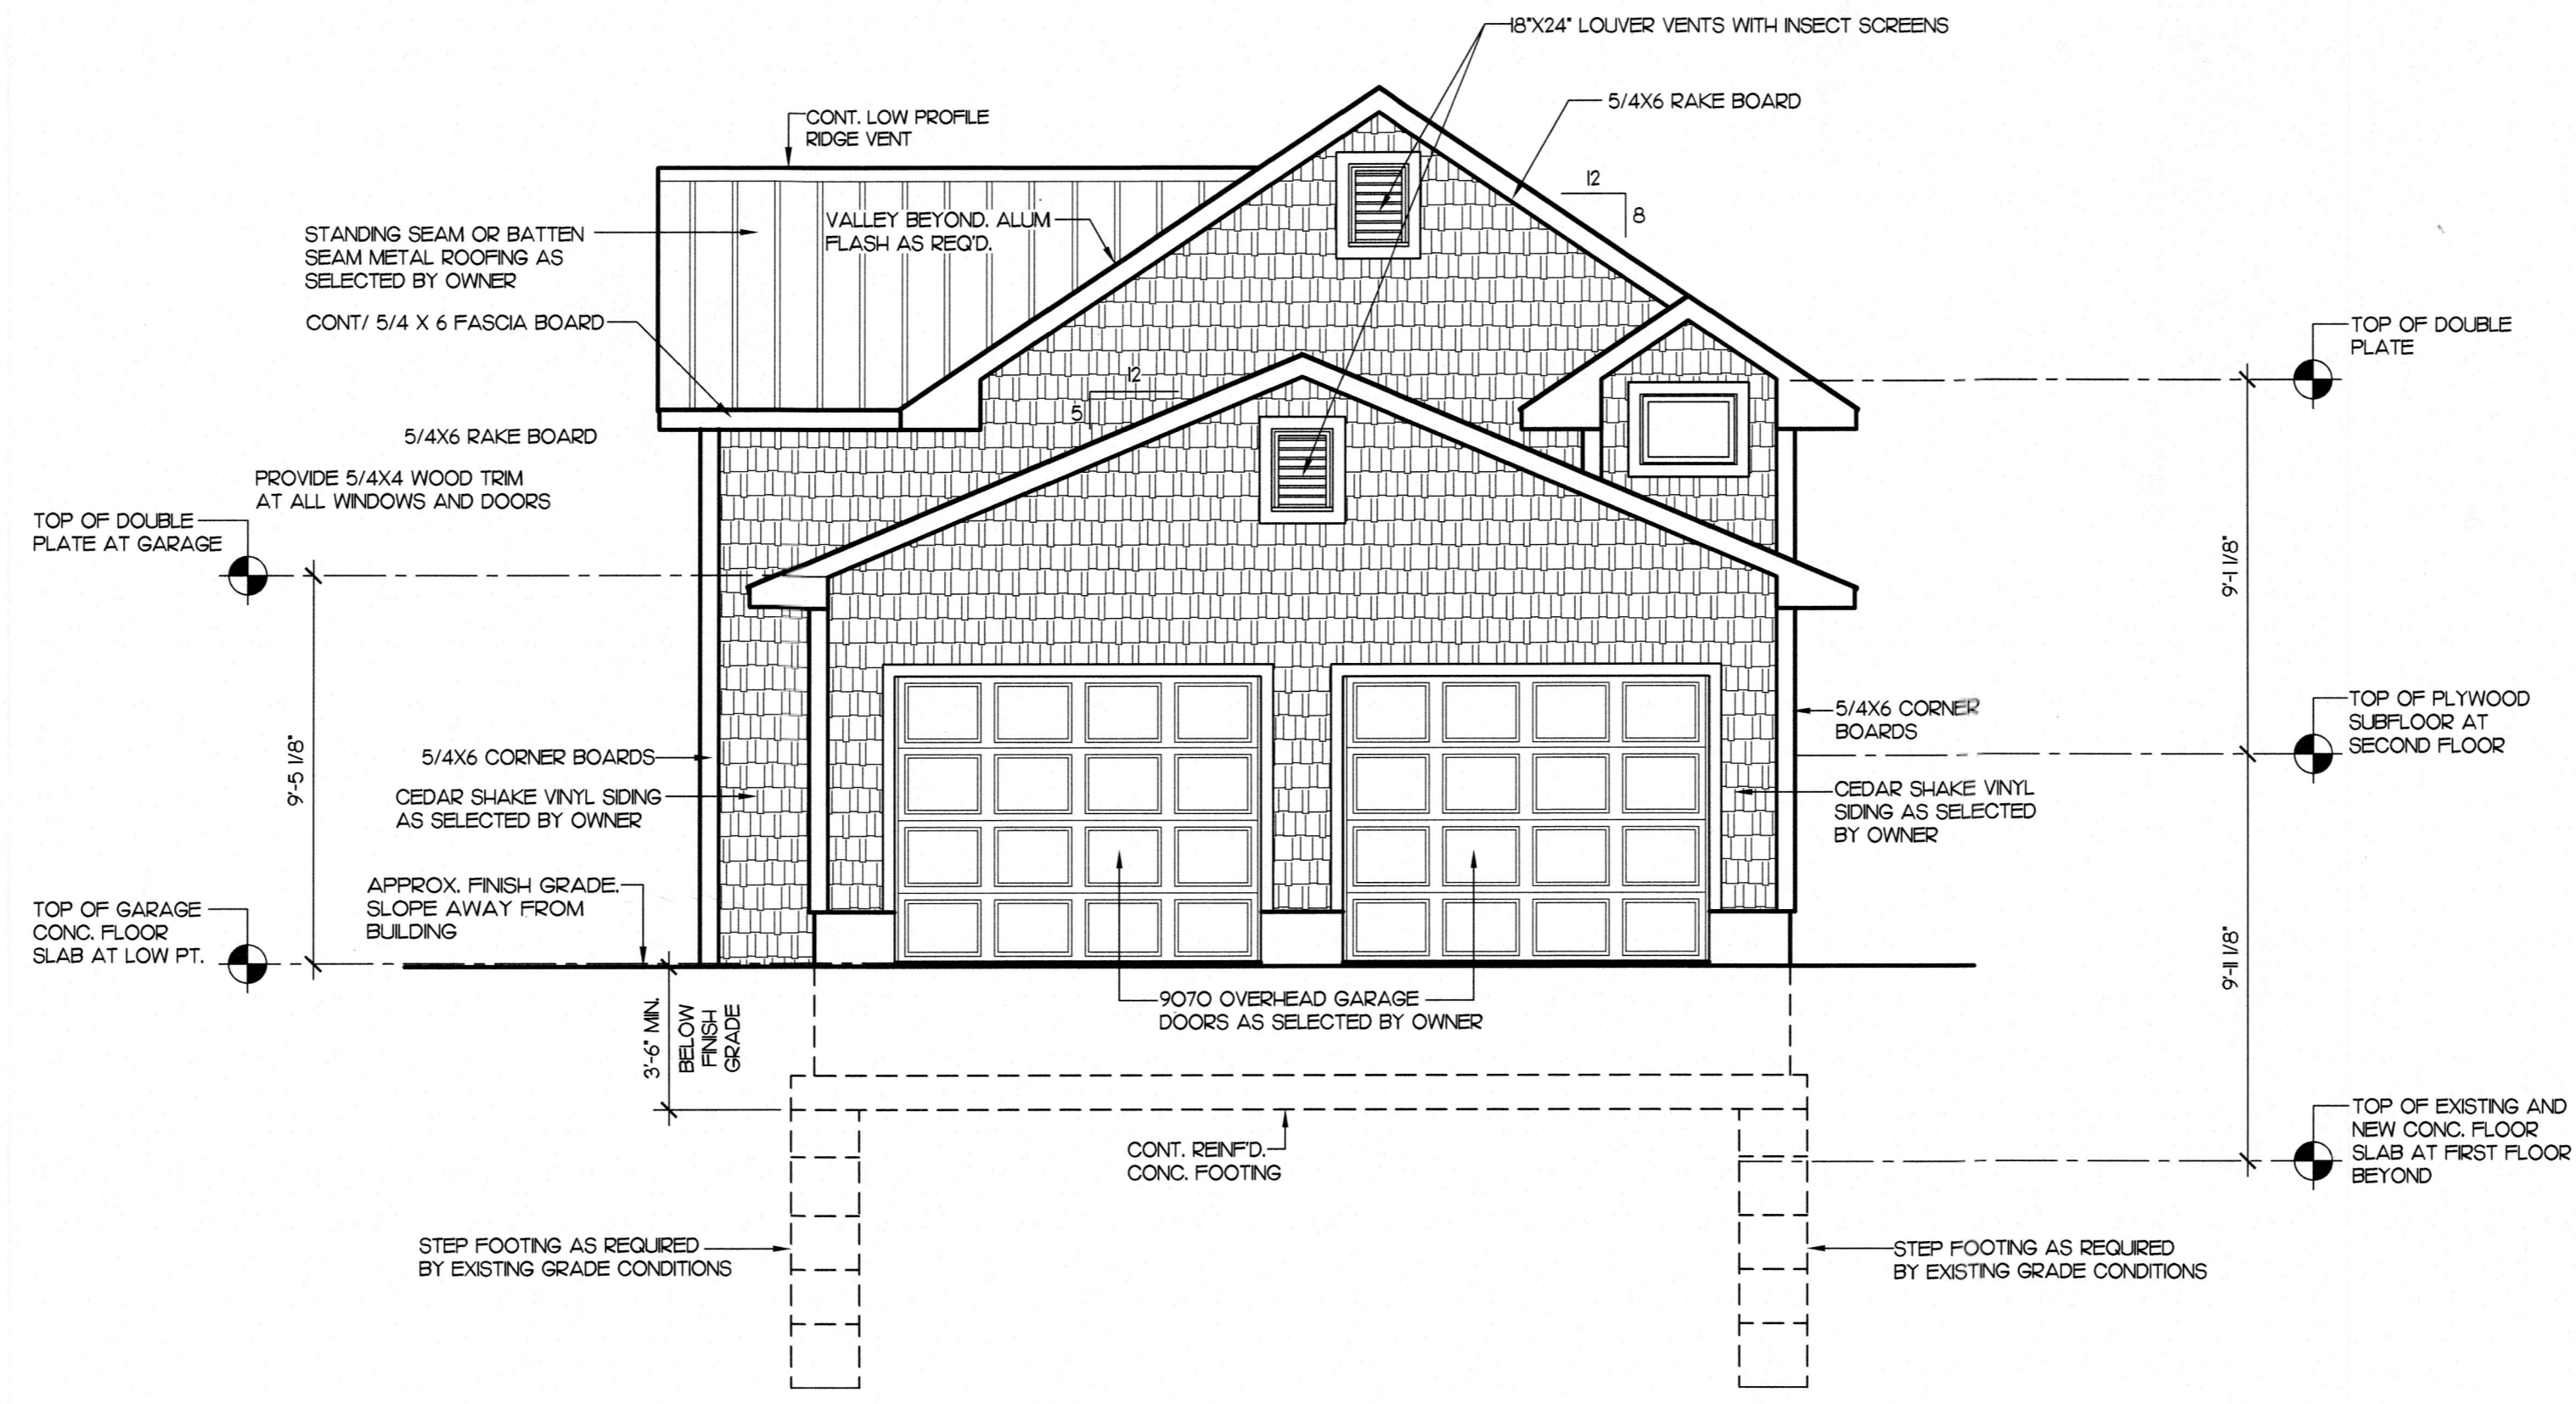 18"X24" LOUVER VENTS WITH INSECT SCREENS
5/4X6 RAKE BOARD
CONT. LOW PROFILE
RIDGE VENT
12
8
VALLEY BEYOND. ALUM
FLASH AS REQ'D.
STANDING SEAM OR BATTEN
SEAM METAL ROOFING AS
SELECTED BY OWNER
CONT/ 5/4 X 6 FASCIA BOARD
TOP OF DOUBLE
PLATE
12
5
5/4X6 RAKE BOARD
PROVIDE 5/4X4 WOOD TRIM
AT ALL WINDOWS AND DOORS
TOP OF DOUBLE
PLATE AT GARAGE
9'-1 1/8"
TOP OF PLYWOOD
SUBFLOOR AT
SECOND FLOOR
5/4X6 CORNER
BOARDS
9'-5 1/8"
5/4X6 CORNER BOARDS
CEDAR SHAKE VINYL SIDING
AS SELECTED BY OWNER
CEDAR SHAKE VINYL
SIDING AS SELECTED
BY OWNER
APPROX. FINISH GRADE.
SLOPE AWAY FROM
BUILDING
TOP OF GARAGE
CONC. FLOOR
SLAB AT LOW PT.
9'-11 1/8"
3'-6" MIN.
BELOW
FINISH
GRADE
9070 OVERHEAD GARAGE
DOORS AS SELECTED BY OWNER
CONT. REINF'D.
CONC. FOOTING
TOP OF EXISTING AND
NEW CONC. FLOOR
SLAB AT FIRST FLOOR
BEYOND
STEP FOOTING AS REQUIRED
BY EXISTING GRADE CONDITIONS
STEP FOOTING AS REQUIRED
BY EXISTING GRADE CONDITIONS